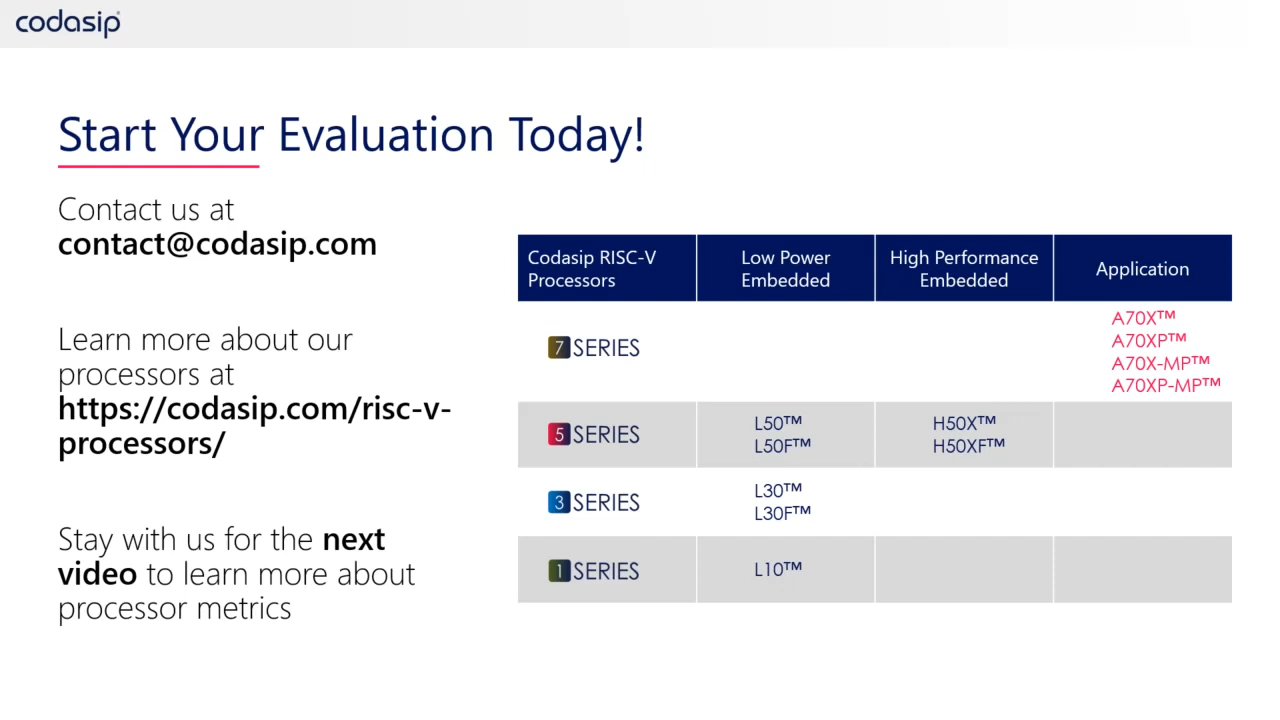 codasip
Start Your Evaluation Today!
Contact us at
contact@codasip.com
Learn more about our
processors at
https://codasip.com/risc-v-
processors/
Stay with us for the next
video to learn more about
processor metrics
Codasip RISC-V
Processors
Low Power
Embedded
High Performance
Embedded
Application
7 SERIES
A70X™
A70XP™
A70X-MP™
A70XP-MP™
5 SERIES
L50™
L50F™
H50X™
H50XF™
3 SERIES
L30™
L30F™
1 SERIES
L10™